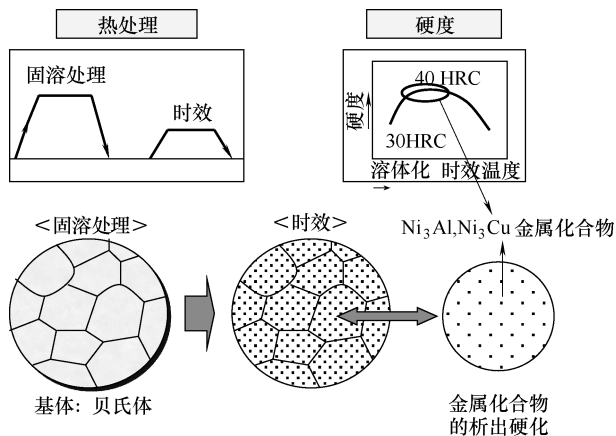 热处理
硬度
固溶处理
时效
40 HRC
硬度
30HRC
溶体化 时效温度
<固溶处理>
<时效>
Ni₃Al,Ni₃Cu 金属化合物
基体：贝氏体
金属化合物
的析出硬化